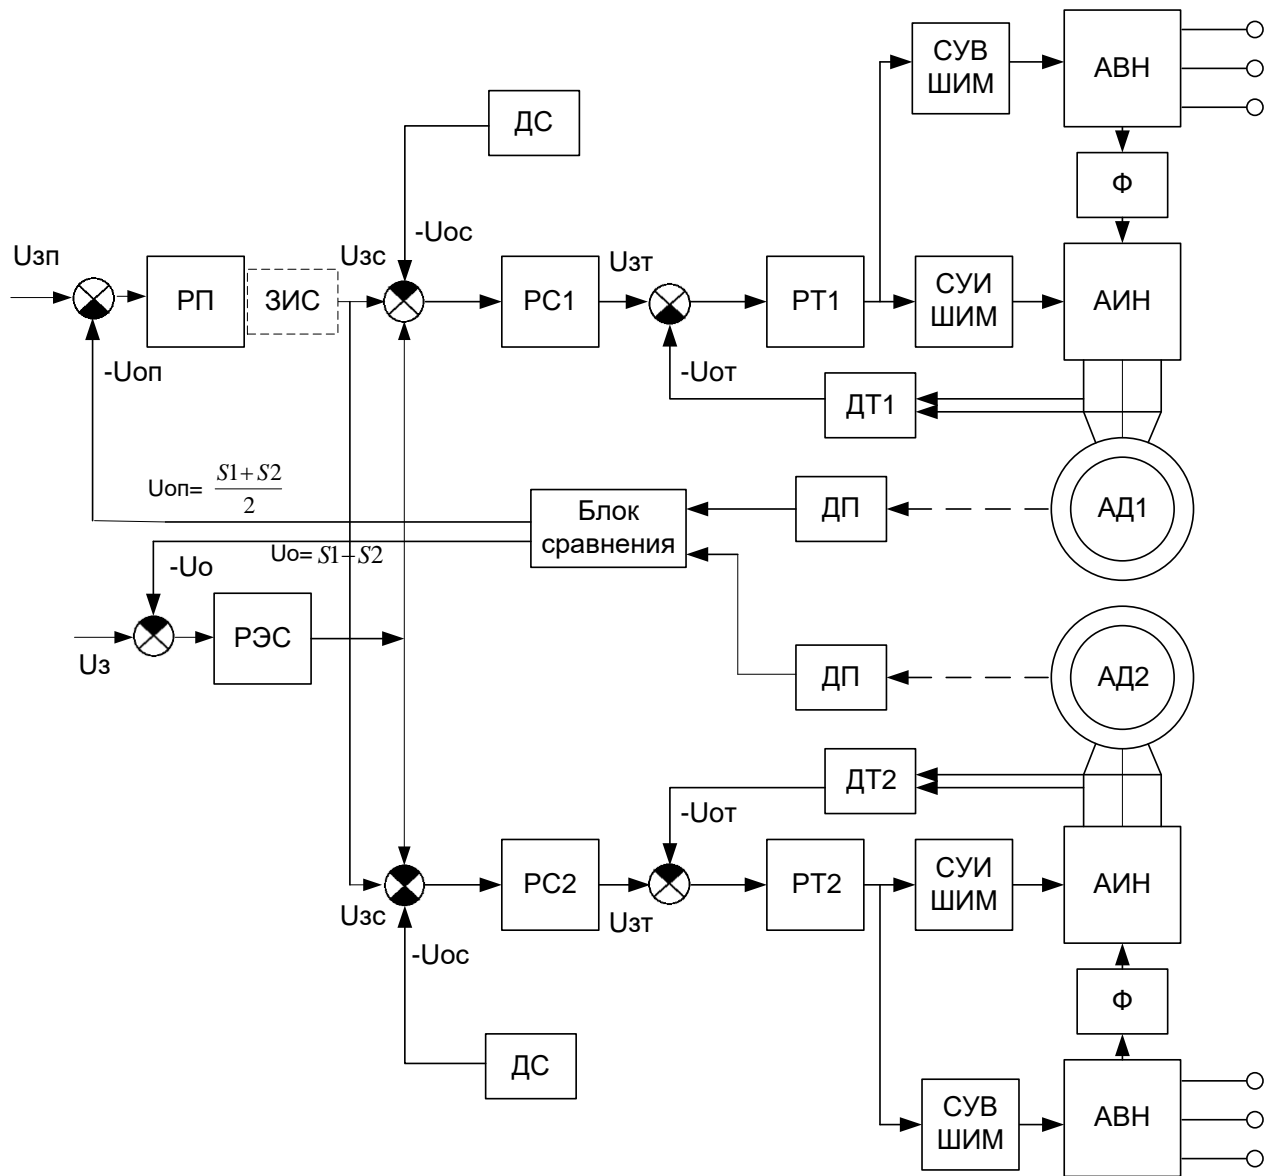 СУВ
ШИМ
АВН
ДС
Ф
-Uос
Uзп
Uзс
Uзт
РП
ЗИС
РС1
РТ1
СУИ
ШИМ
АИН
-Uоп
-Uот
ДТ1
Uоп= S1+S2
2
Блок
сравнения
ДП
АД1
Uо= S1-S2
-Uо
РЭС
Uз
ДП
АД2
ДТ2
-Uот
РС2
РТ2
СУИ
ШИМ
АИН
Uзс
Uзт
-Uос
Ф
ДС
СУВ
ШИМ
АВН